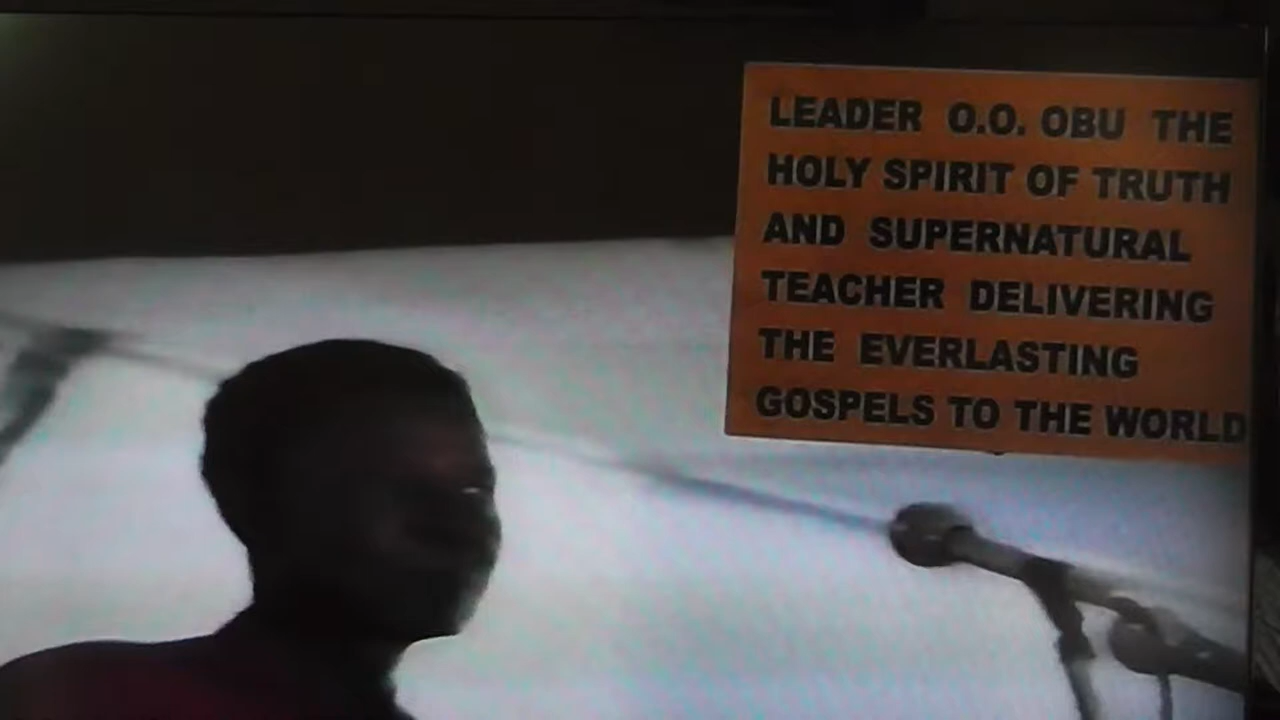 LEADER O.O. OBU THE
HOLY SPIRIT OF TRUTH
AND SUPERNATURAL
TEACHER DELIVERING
THE EVERLASTING
GOSPELS TO THE WORLD